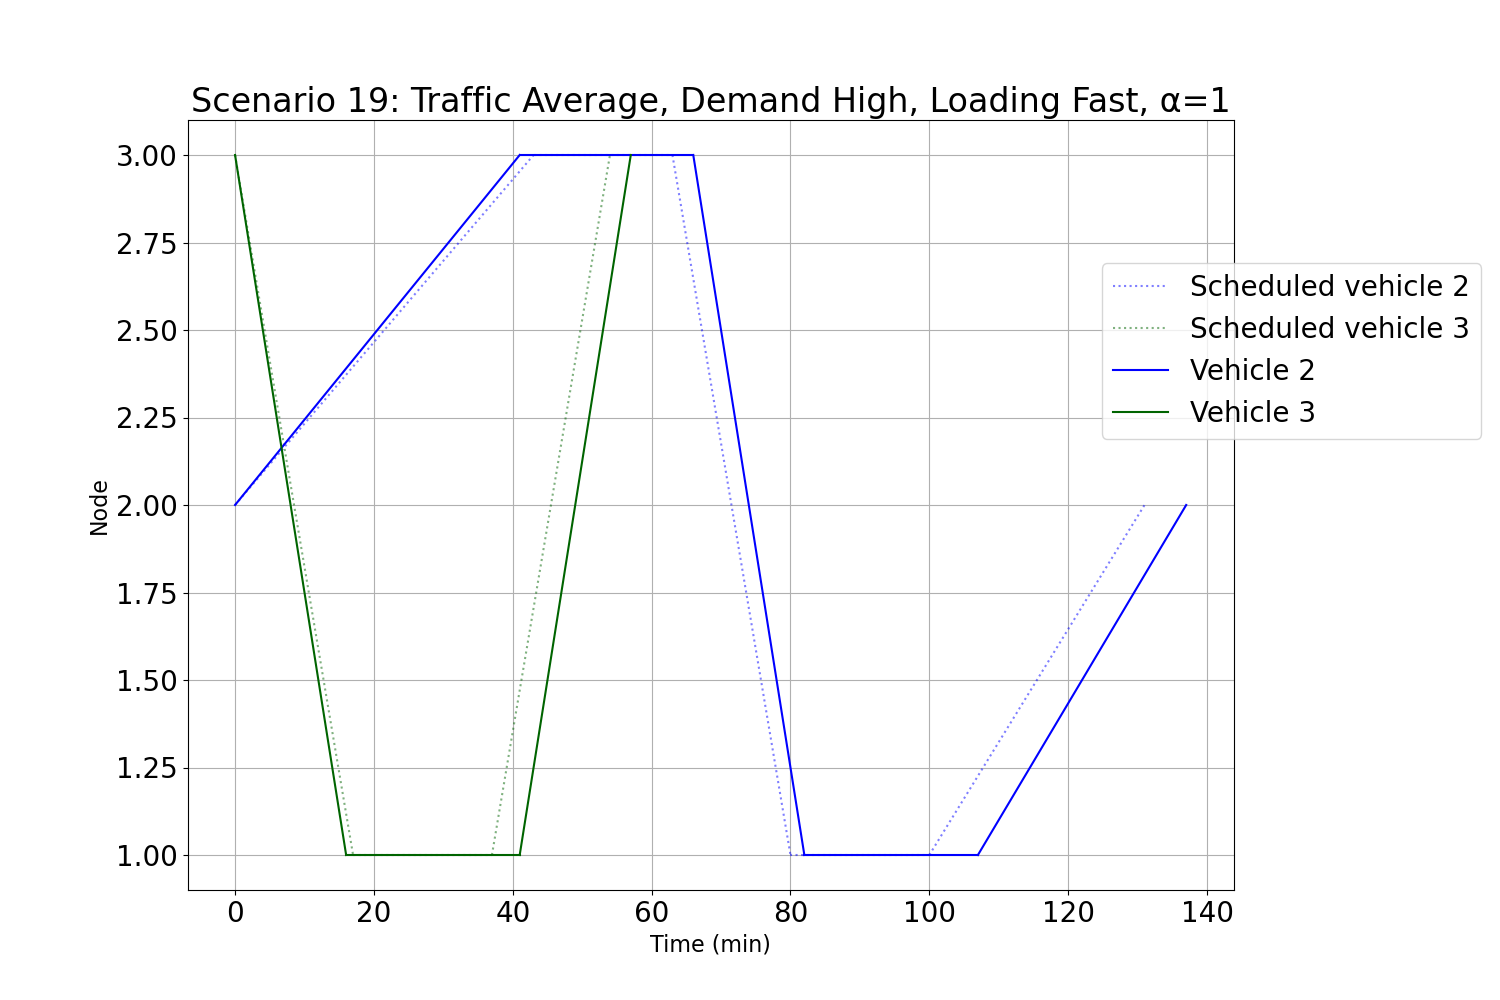 Scenario 19: Traffic Average, Demand High, Loading Fast, α=1
3.00
2.75
2.50
2.25
2.00
1.75
1.50
1.25
1.00
Node
0 20 40 60 80 100 120 140
Time (min)
Scheduled vehicle 2
Scheduled vehicle 3
Vehicle 2
Vehicle 3